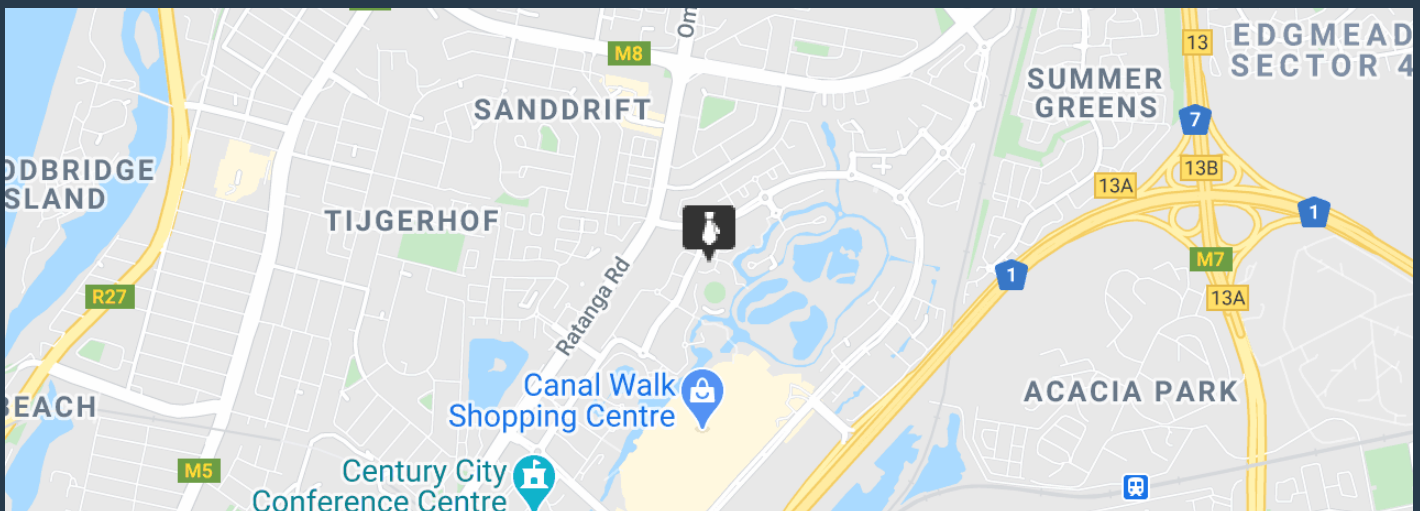 Om
M8
13
EDGMEAD
SECTOR 4
SUMMER
GREENS
SANDDRIFT
7
ODBRIDGE
SLAND
13B
13A
TIJGERHOF
1
M7
1
R27
13A
Ratanga Rd
Canal Walk
Shopping Centre
ACACIA PARK
BEACH
M5
Century City
Conference Centre